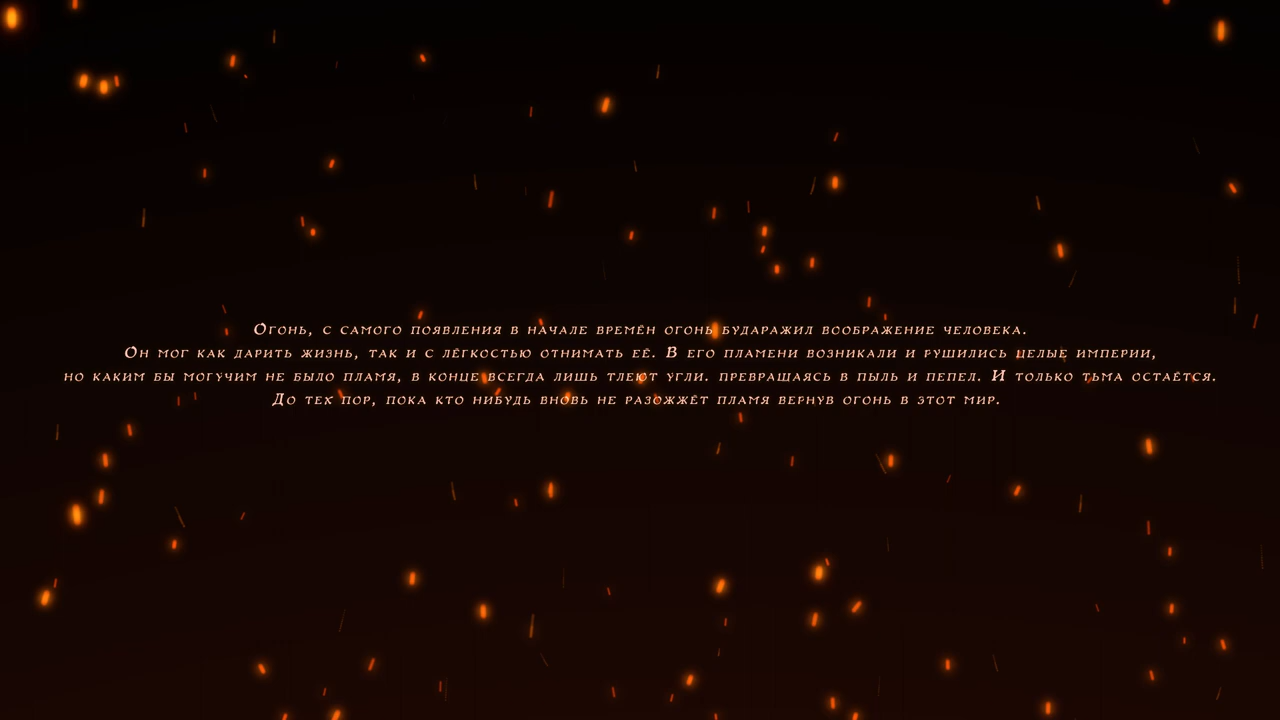 Огонь, с самого появления в начале времён огонь бударажил воображение человека.
Он мог как дарить жизнь, так и с лёгкостью отнимать её. В его пламени возникали и рушились целые империи,
но каким бы могучим не было пламя, в конце всегда лишь тлеют угли. превращаясь в пыль и пепел. И только тьма остаётся.
До тех пор, пока кто нибудь вновь не разожжёт пламя вернув огонь в этот мир.